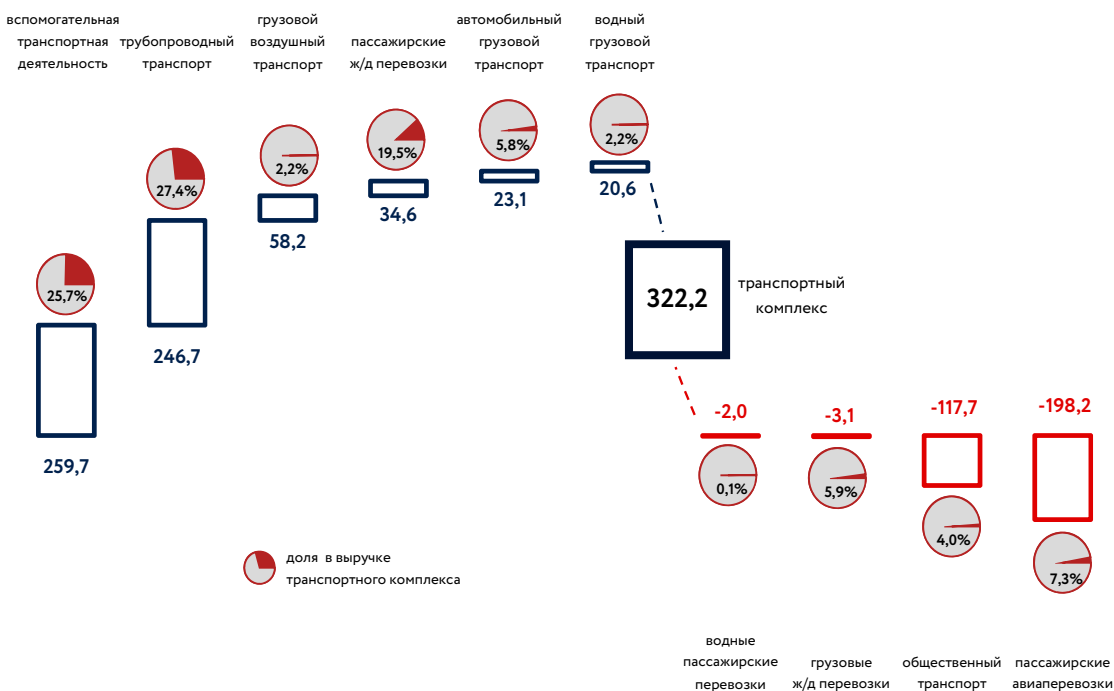 вспомогательная
транспортная
деятельность
трубопроводный
транспорт
грузовой
воздушный
транспорт
пассажирские
ж/д перевозки
автомобильный
грузовой
транспорт
водный
грузовой
транспорт
25,7%
259,7
27,4%
246,7
2,2%
58,2
19,5%
34,6
5,8%
23,1
2,2%
20,6
322,2
транспортный
комплекс
-2,0
0,1%
-3,1
5,9%
-117,7
4,0%
-198,2
7,3%
доля в выручке
транспортного комплекса
водные
пассажирские
перевозки
грузовые
ж/д перевозки
общественный
транспорт
пассажирские
авиаперевозки